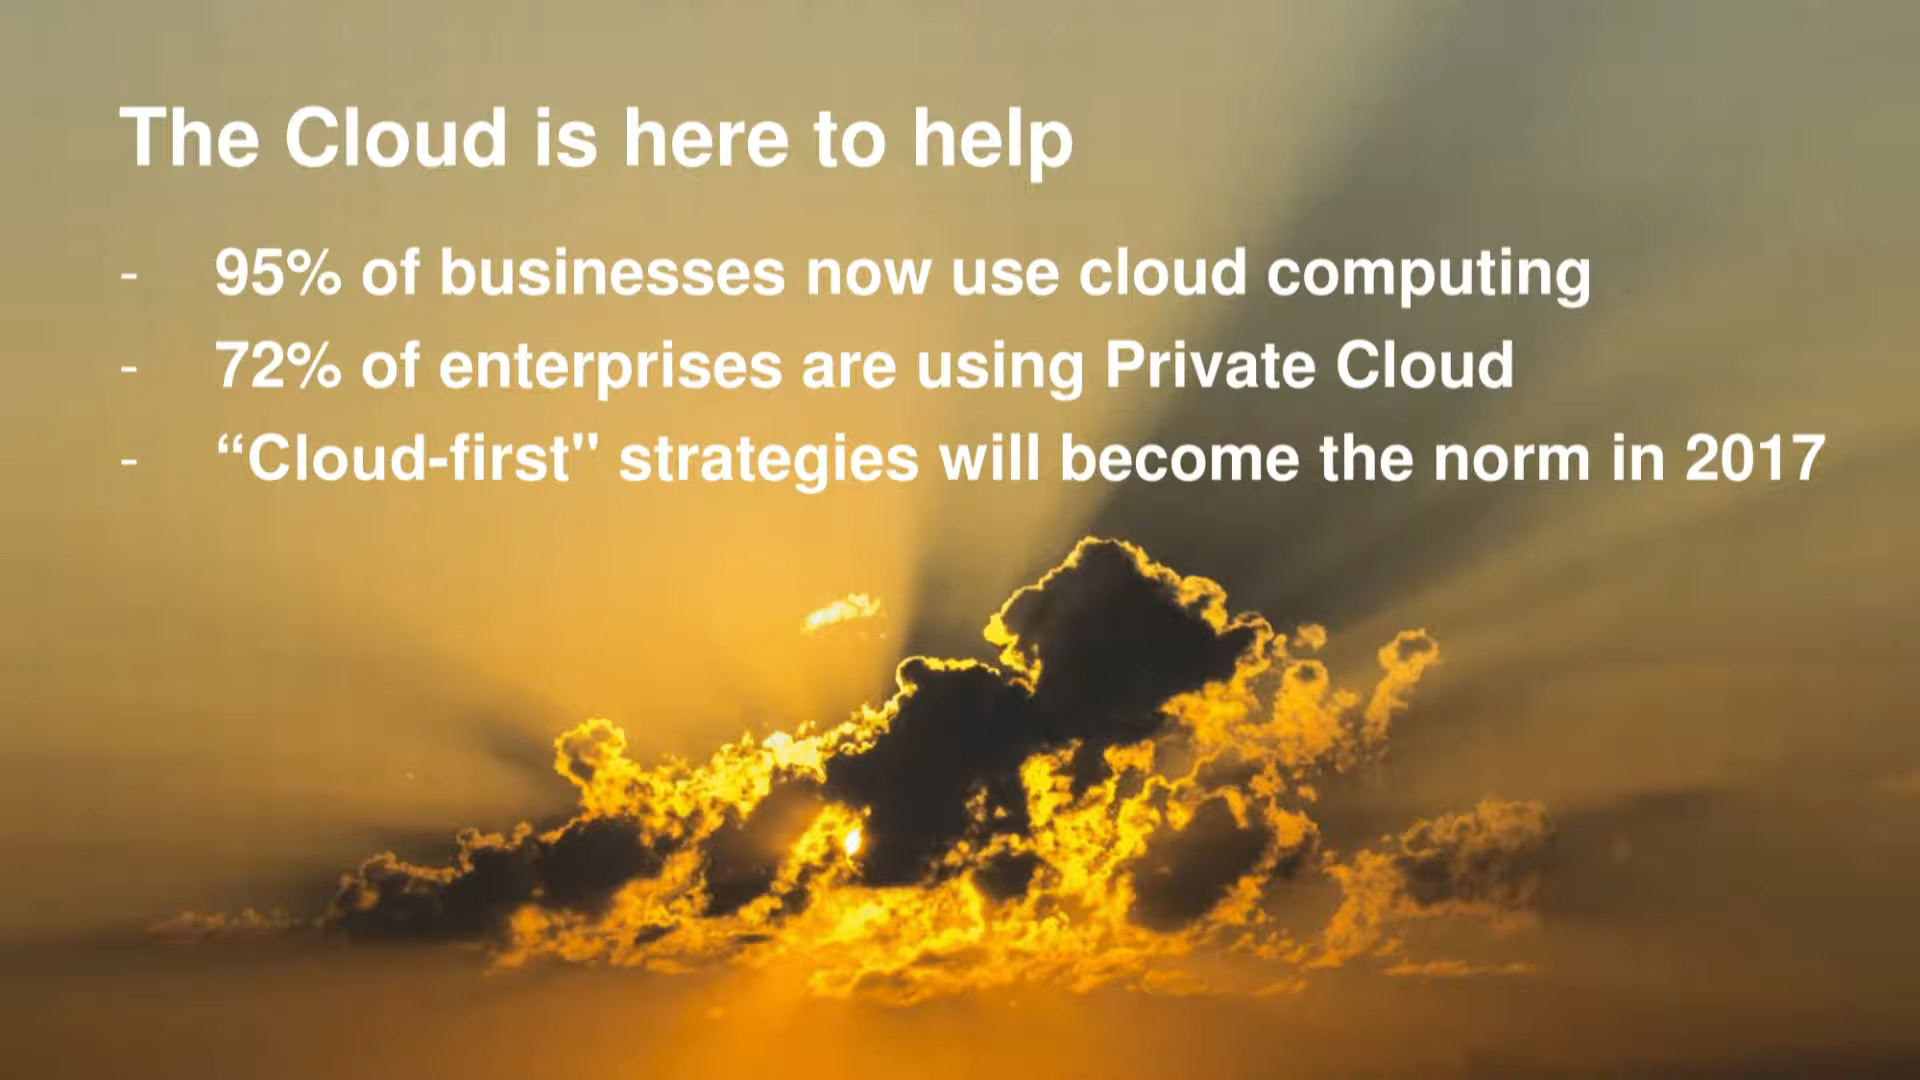 The Cloud is here to help
- 95% of businesses now use cloud computing
- 72% of enterprises are using Private Cloud
- “Cloud-first" strategies will become the norm in 2017